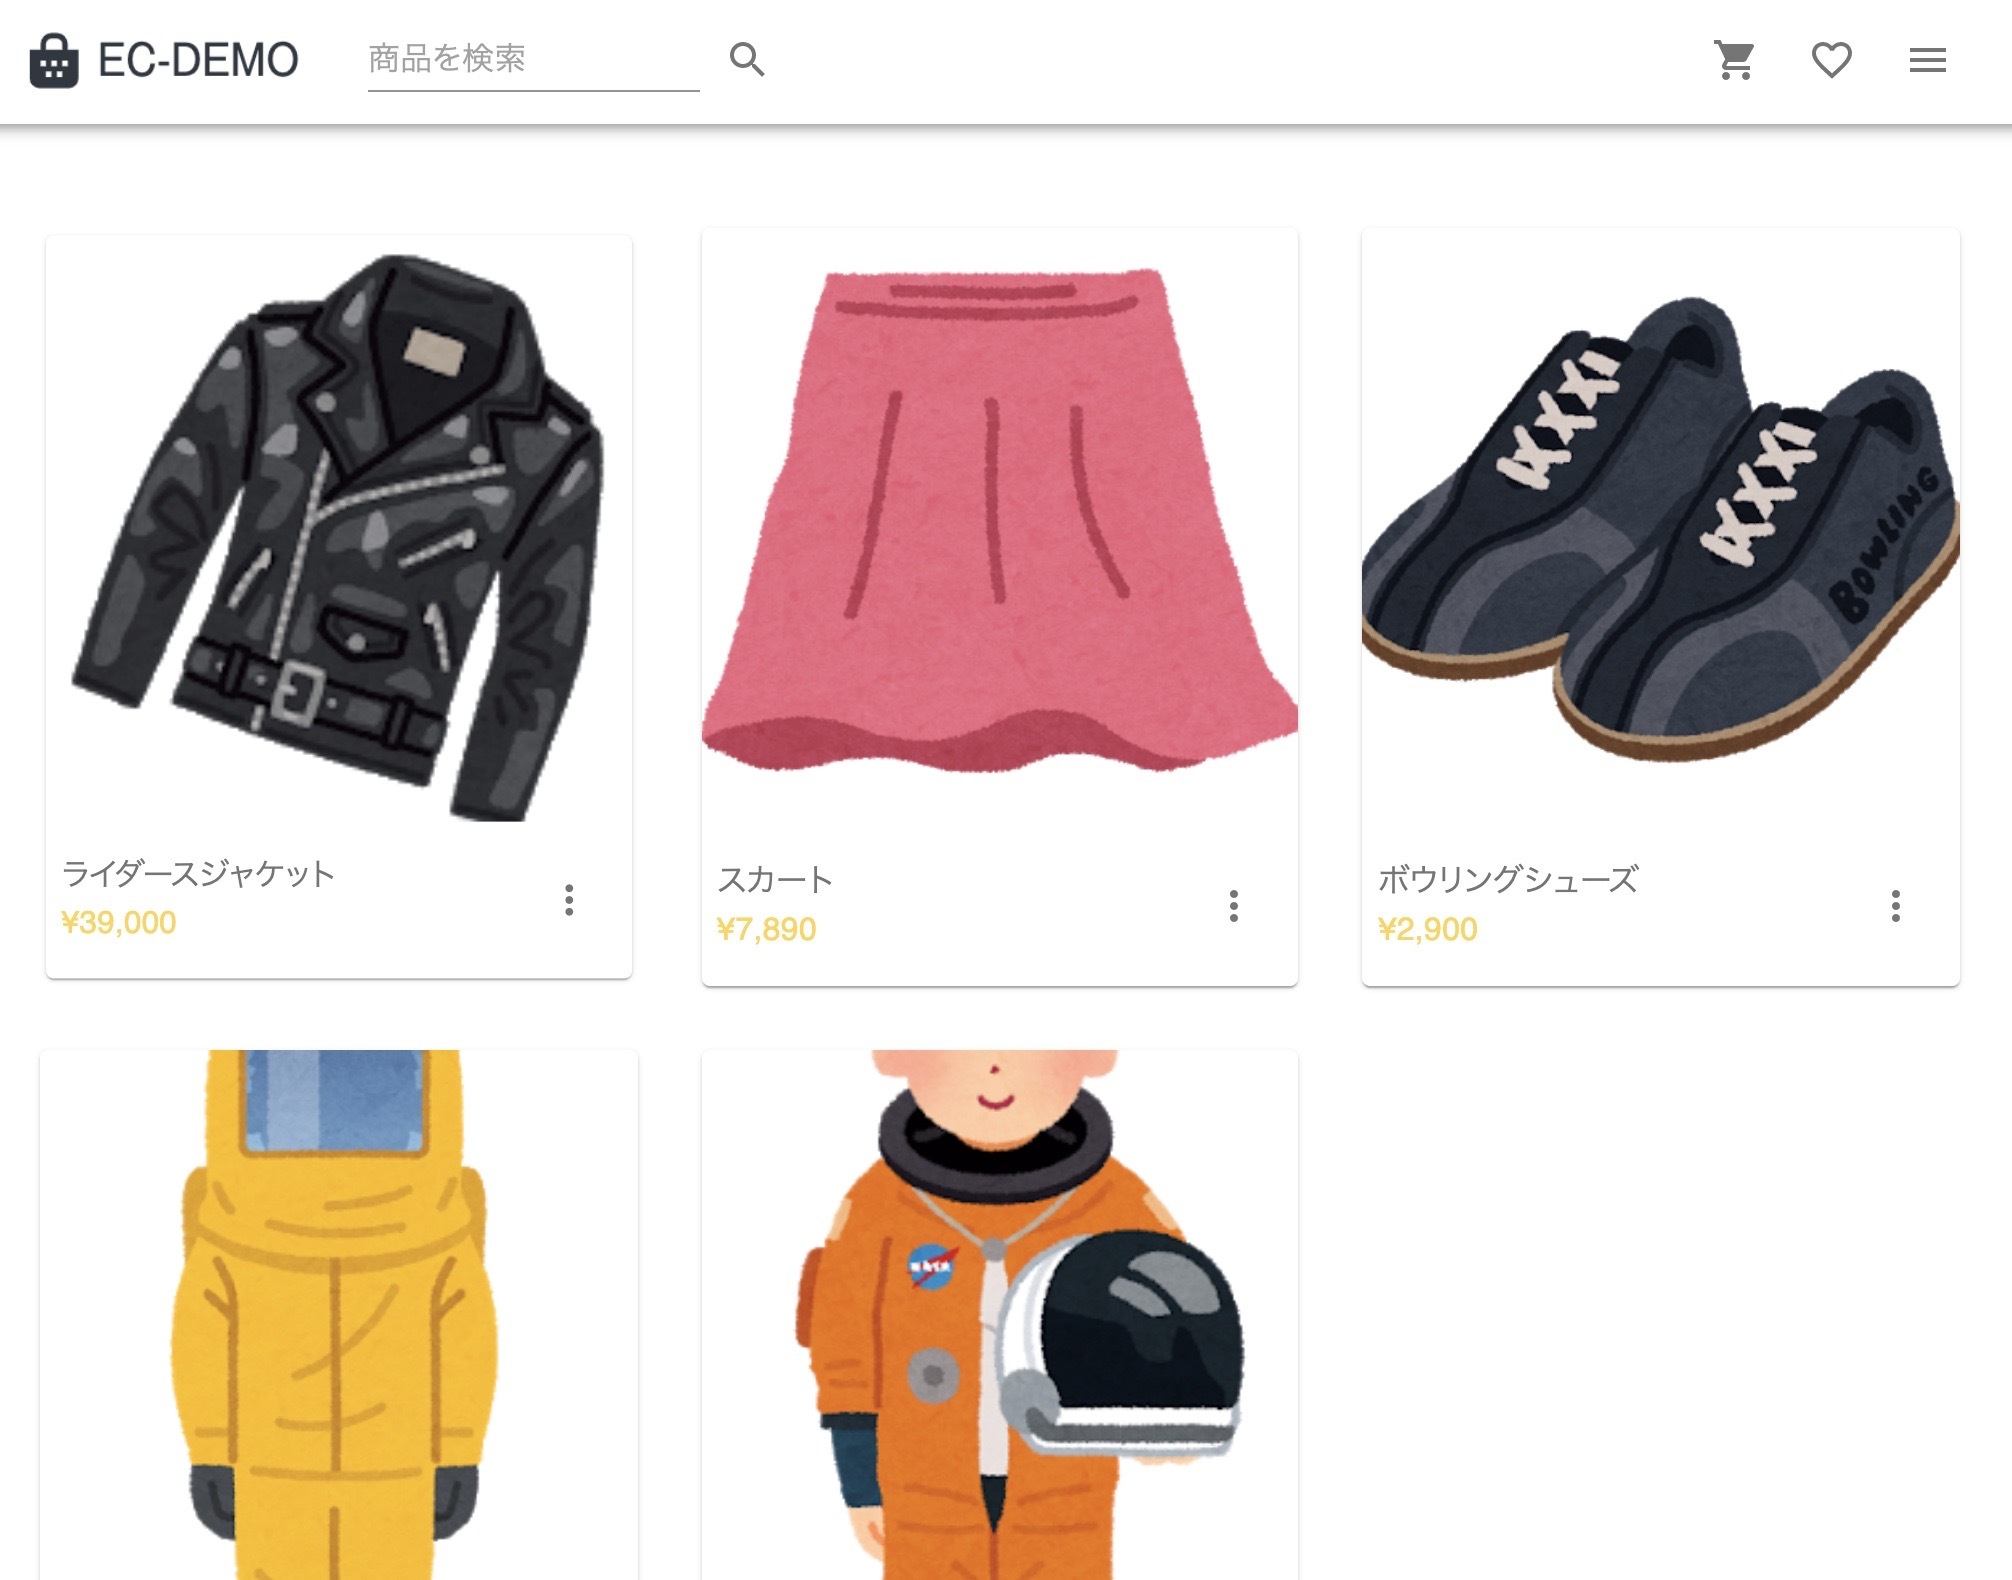 EC-DEMO
商品を検索
BOWLING
ライダースジャケット
¥39,000
スカート
¥7,890
ボウリングシューズ
¥2,900
NASA